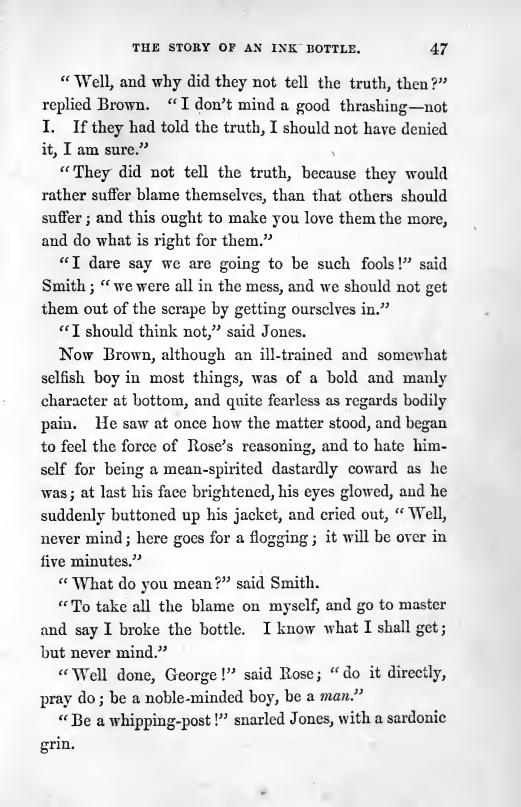 THE STORY OF AN INK BOTTLE. 47
“Well, and why did they not tell the truth, then?”
replied Brown. “I don’t mind a good thrashing—not
I. If they had told the truth, I should not have denied
it, I am sure.”
“They did not tell the truth, because they would
rather suffer blame themselves, than that others should
suffer; and this ought to make you love them the more,
and do what is right for them.”
“I dare say we are going to be such fools!” said
Smith; “we were all in the mess, and we should not get
them out of the scrape by getting ourselves in.”
“I should think not,” said Jones.
Now Brown, although an ill-trained and somewhat
selfish boy in most things, was of a bold and manly
character at bottom, and quite fearless as regards bodily
pain. He saw at once how the matter stood, and began
to feel the force of Rose’s reasoning, and to hate him-
self for being a mean-spirited dastardly coward as he
was; at last his face brightened, his eyes glowed, and he
suddenly buttoned up his jacket, and cried out, “Well,
never mind; here goes for a flogging; it will be over in
five minutes.”
“What do you mean?” said Smith.
“To take all the blame on myself, and go to master
and say I broke the bottle. I know what I shall get;
but never mind.”
“Well done, George!” said Rose; “do it directly,
pray do; be a noble-minded boy, be a man.”
“Be a whipping-post!” snarled Jones, with a sardonic
grin.